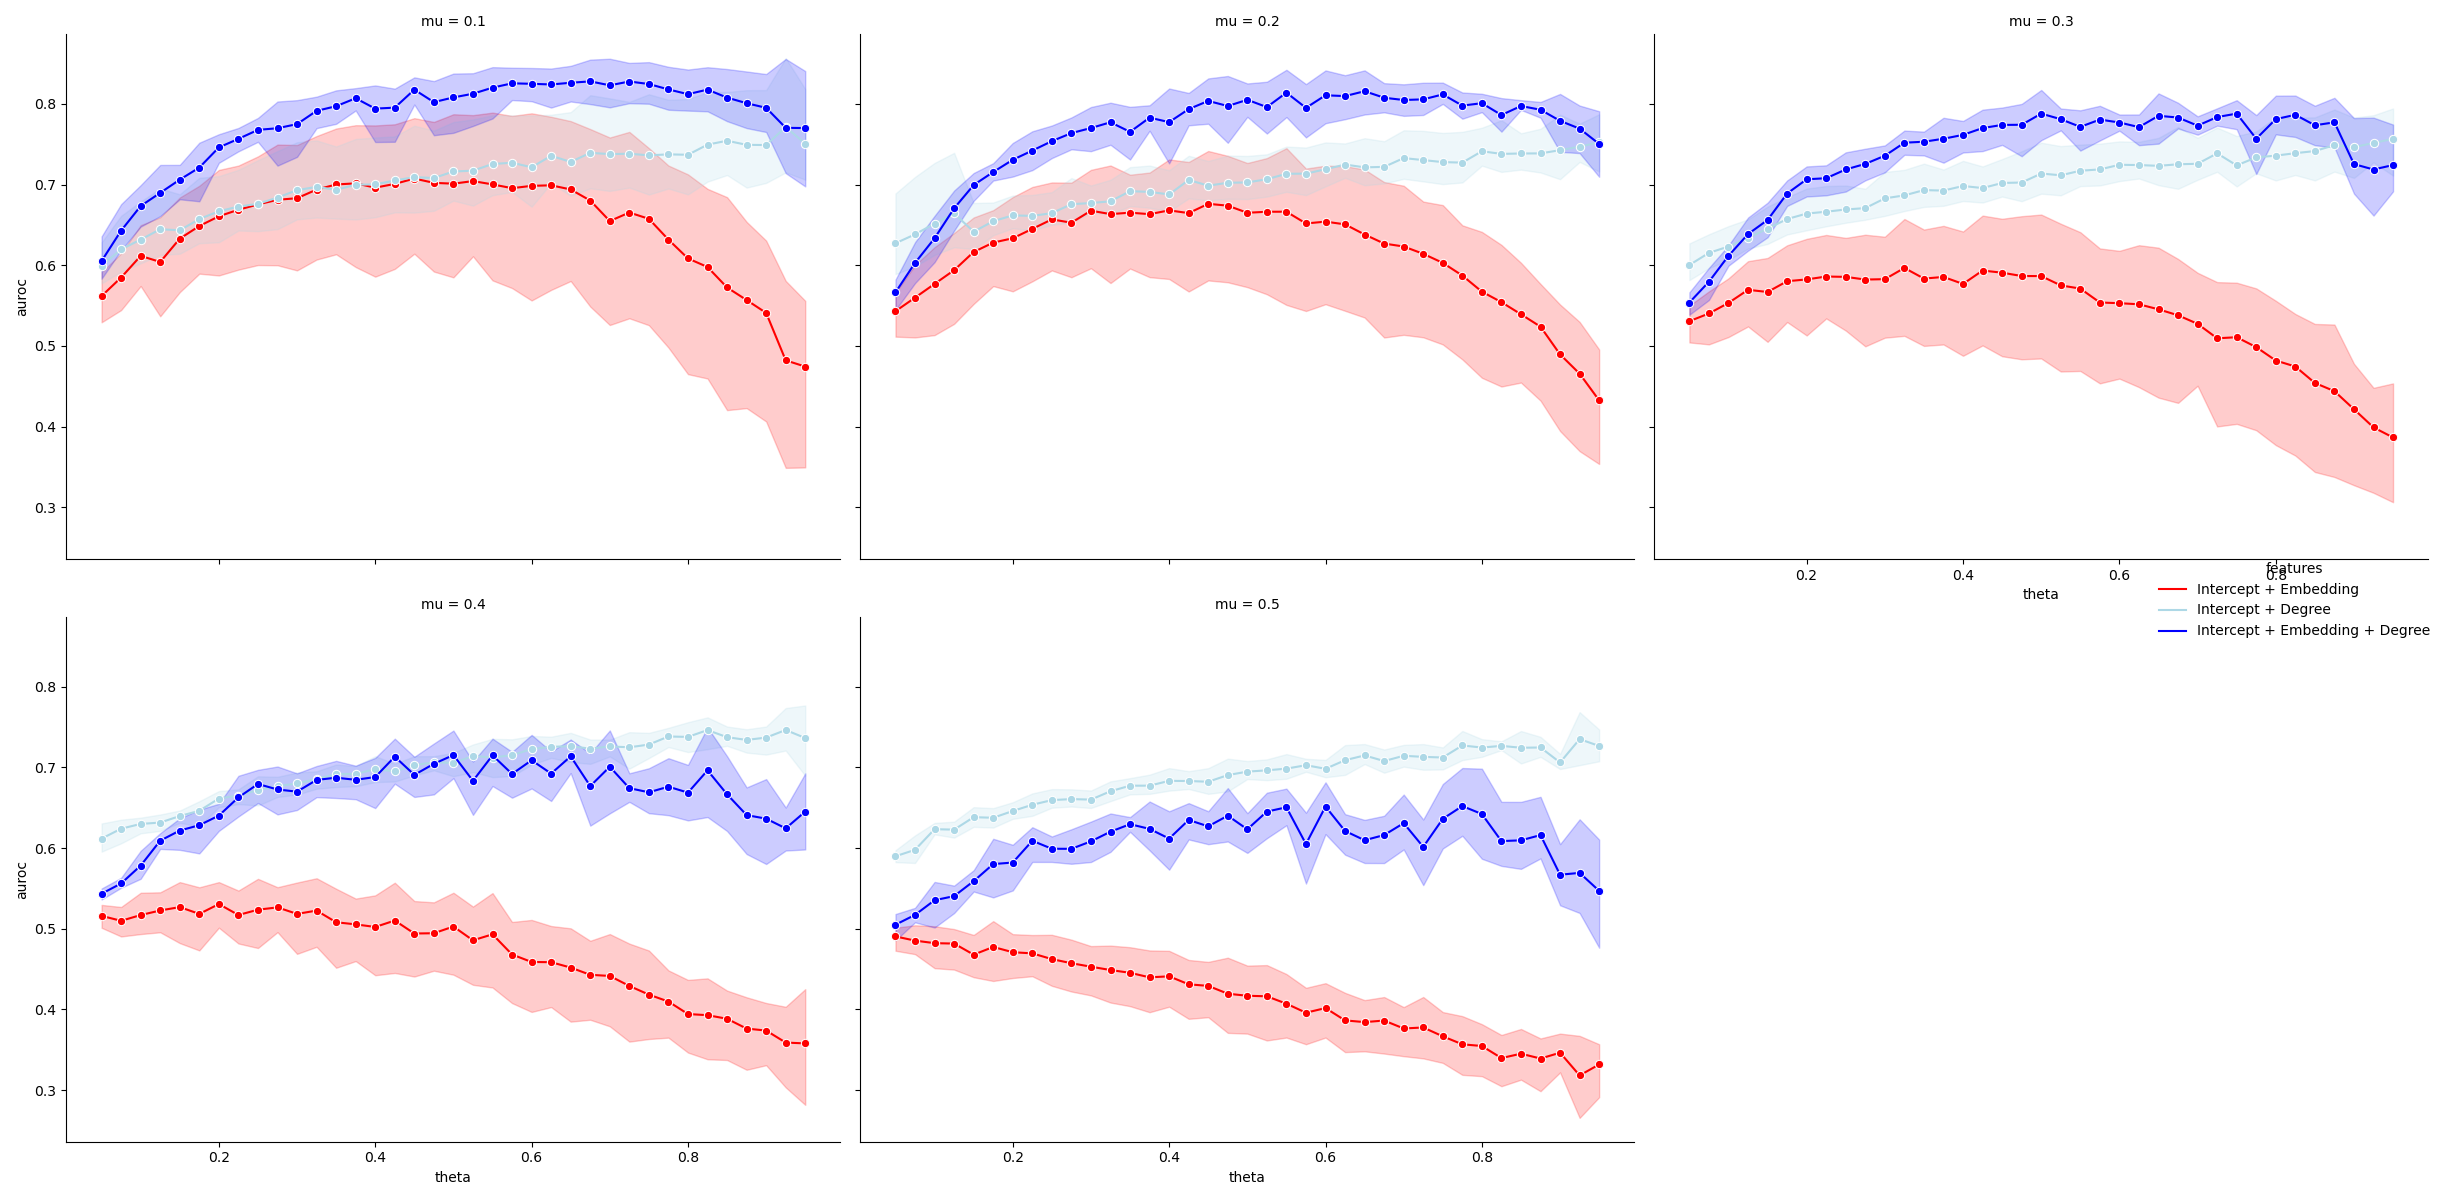 mu = 0.1
mu = 0.2
mu = 0.3
auroc
0.8
0.7
0.6
0.5
0.4
0.3
0.2
0.4
0.6
0.8
theta
features
Intercept + Embedding
Intercept + Degree
Intercept + Embedding + Degree
mu = 0.4
mu = 0.5
auroc
0.8
0.7
0.6
0.5
0.4
0.3
0.2
0.4
0.6
0.8
theta
0.2
0.4
0.6
0.8
theta